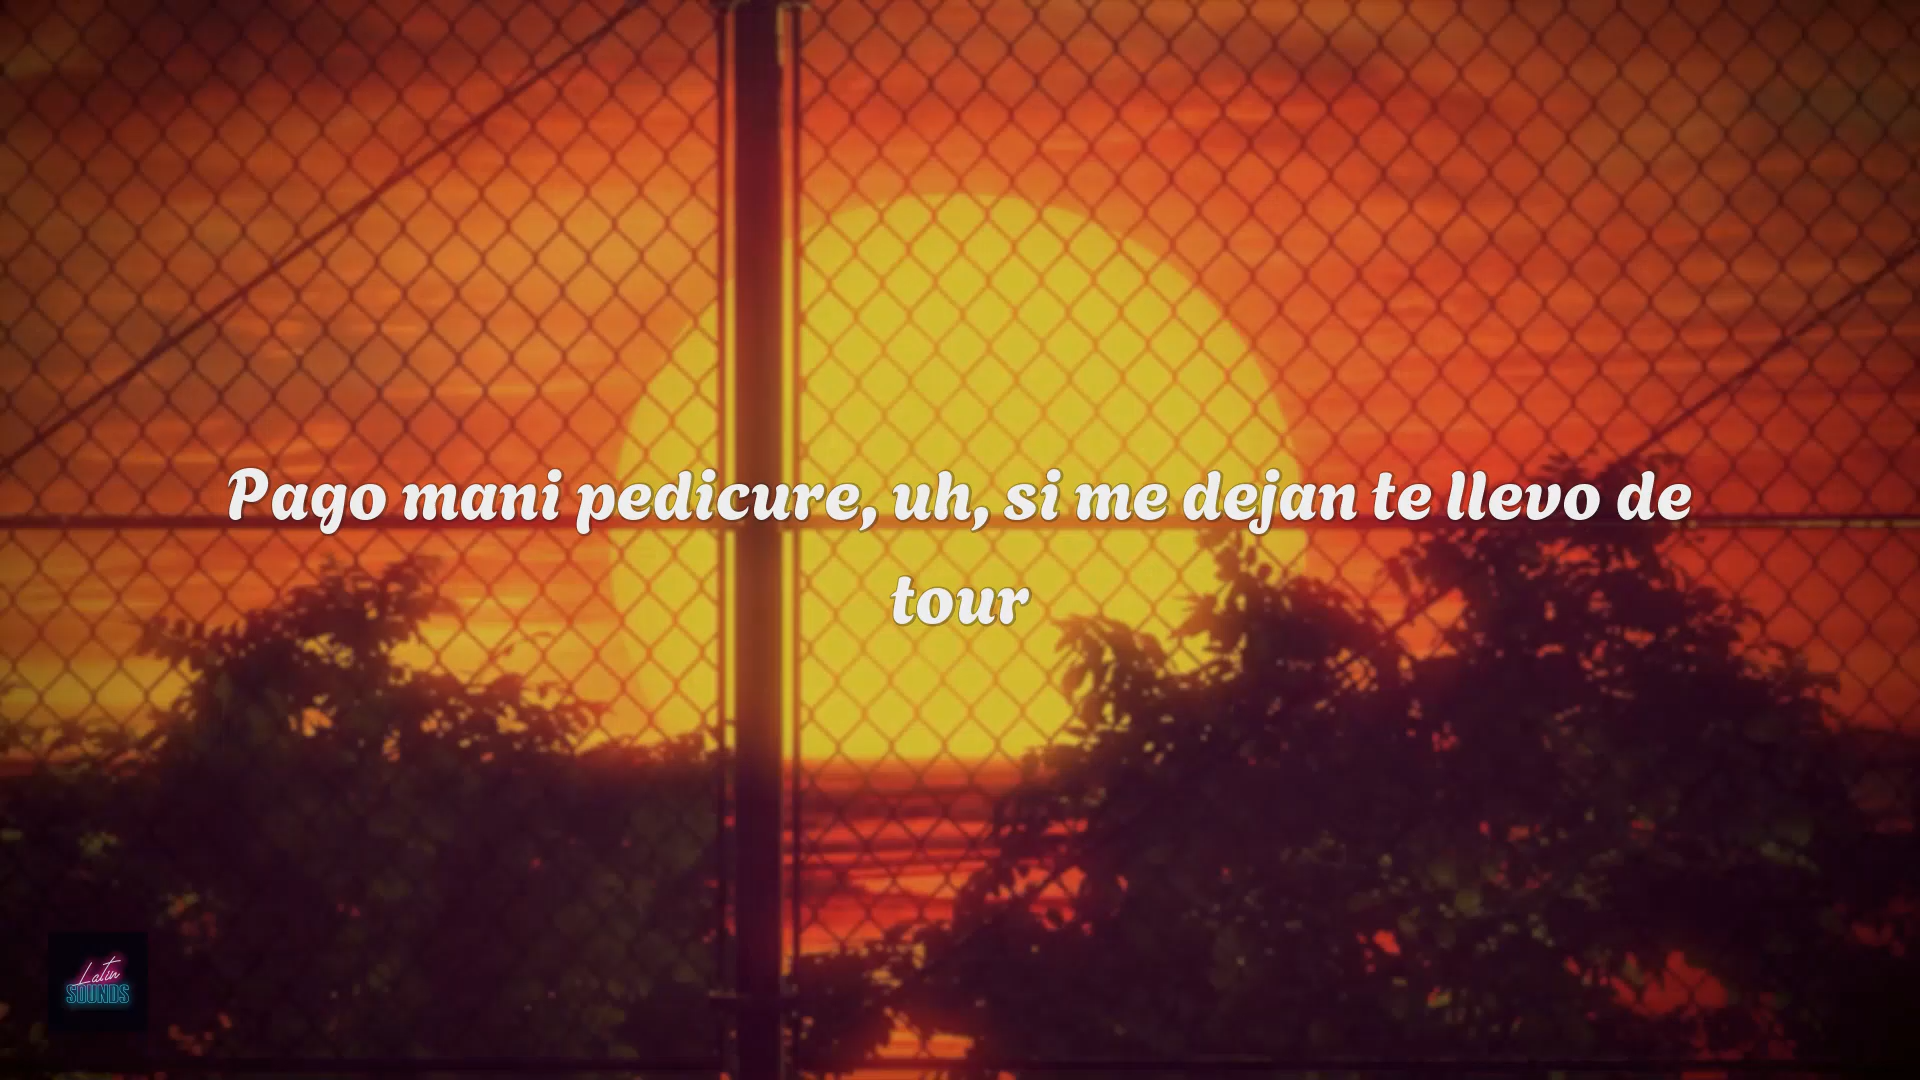 Pago mani pedicure, uh, si me dejan te llevo de
tour
Latin
SOUNDS